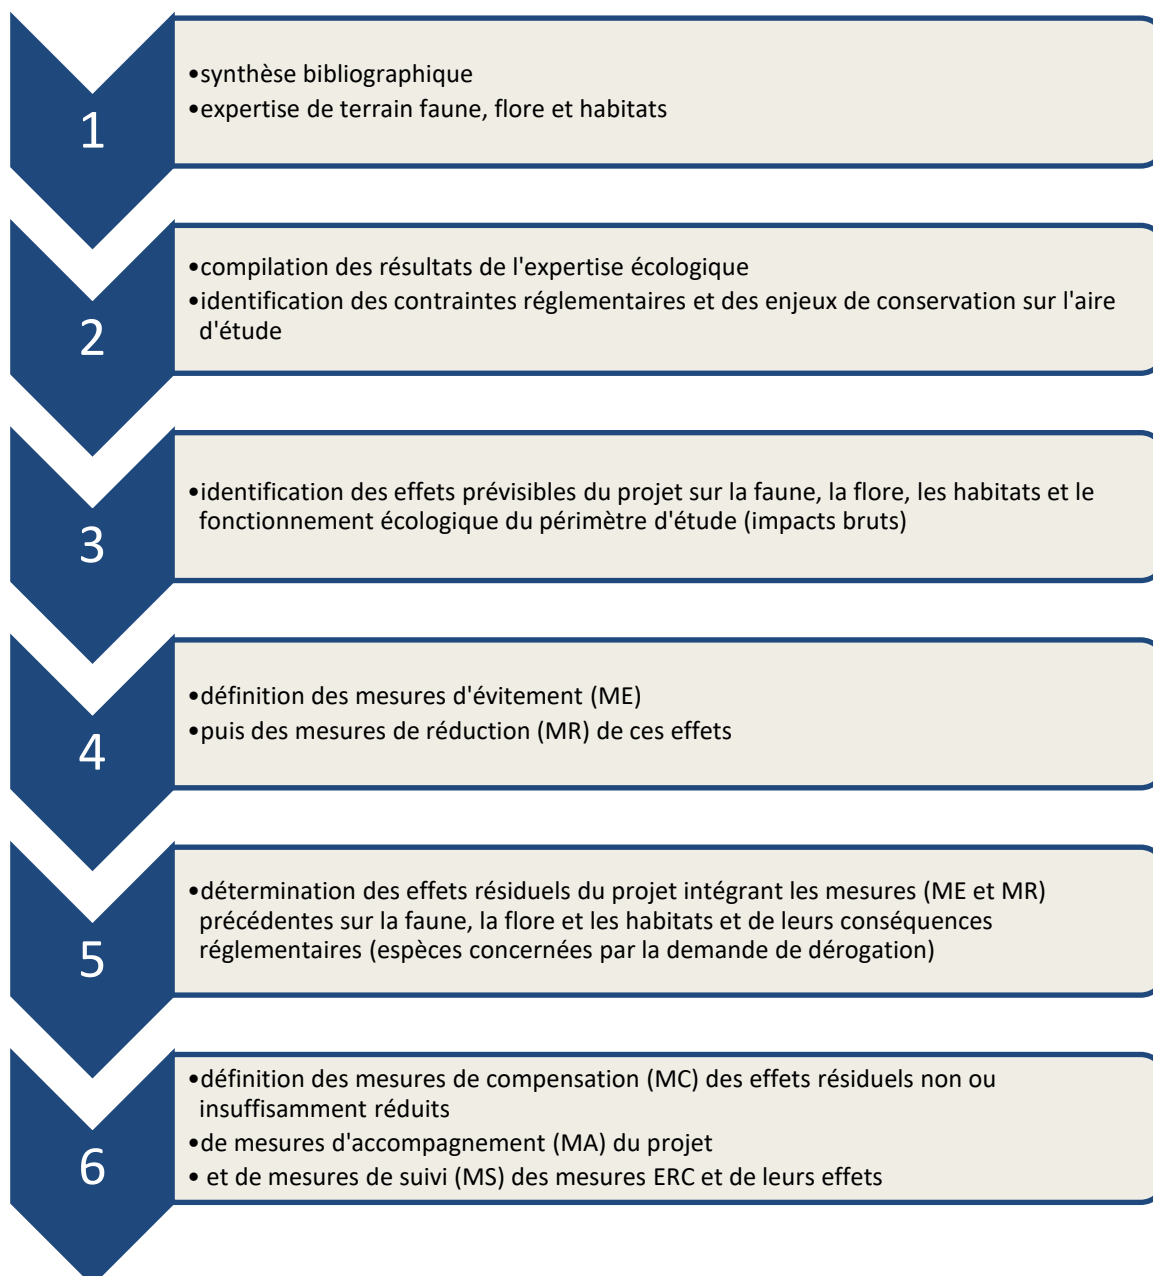 1
•synthèse bibliographique
•expertise de terrain faune, flore et habitats
2
•compilation des résultats de l'expertise écologique
•identification des contraintes réglementaires et des enjeux de conservation sur l'aire
d'étude
3
•identification des effets prévisibles du projet sur la faune, la flore, les habitats et le
fonctionnement écologique du périmètre d'étude (impacts bruts)
4
•définition des mesures d'évitement (ME)
•puis des mesures de réduction (MR) de ces effets
5
•détermination des effets résiduels du projet intégrant les mesures (ME et MR)
précédentes sur la faune, la flore et les habitats et de leurs conséquences
réglementaires (espèces concernées par la demande de dérogation)
6
•définition des mesures de compensation (MC) des effets résiduels non ou
insuffisamment réduits
•de mesures d'accompagnement (MA) du projet
• et de mesures de suivi (MS) des mesures ERC et de leurs effets